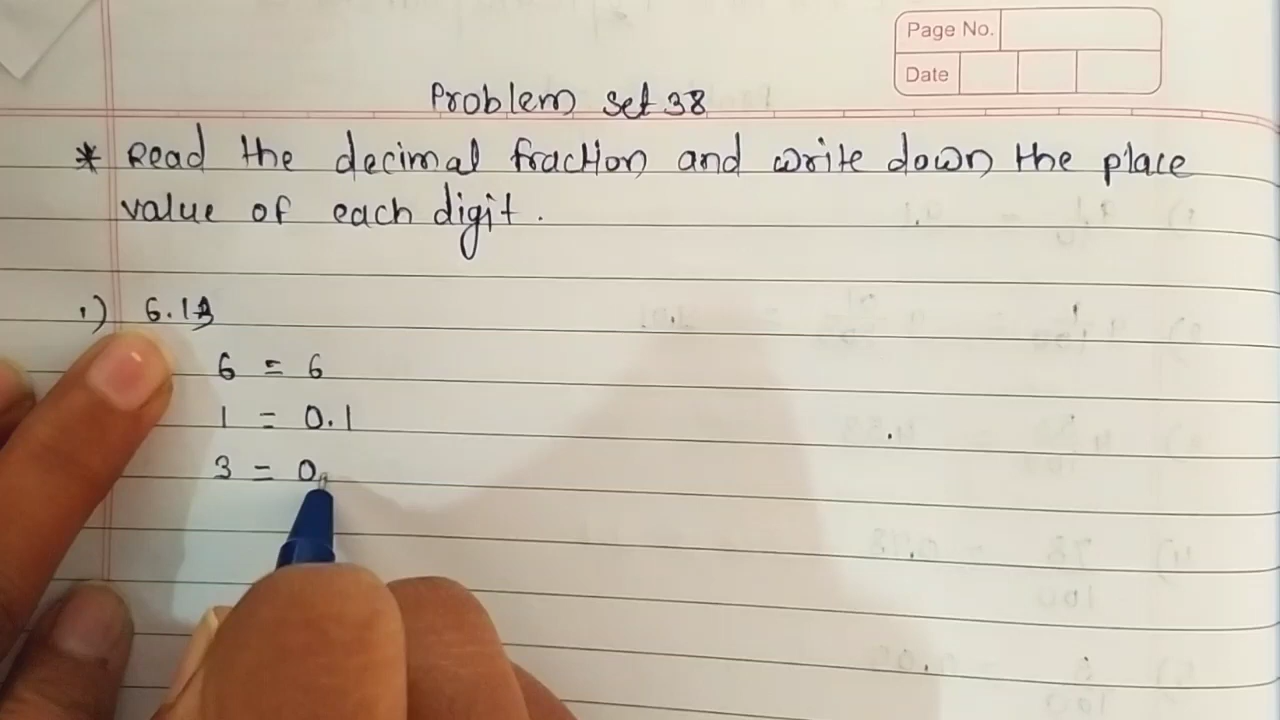 Page No.
Date
Problem set 38
* Read the decimal fraction and write down the place
value of each digit.
1) 6.13
6 = 6
1 = 0.1
3 = 0.